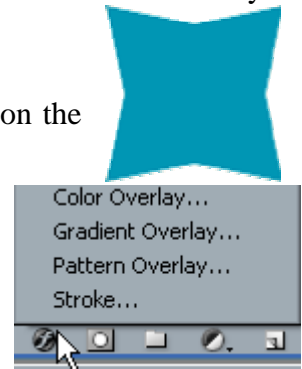 on the
Color Overlay...
Gradient Overlay...
Pattern Overlay...
Stroke...